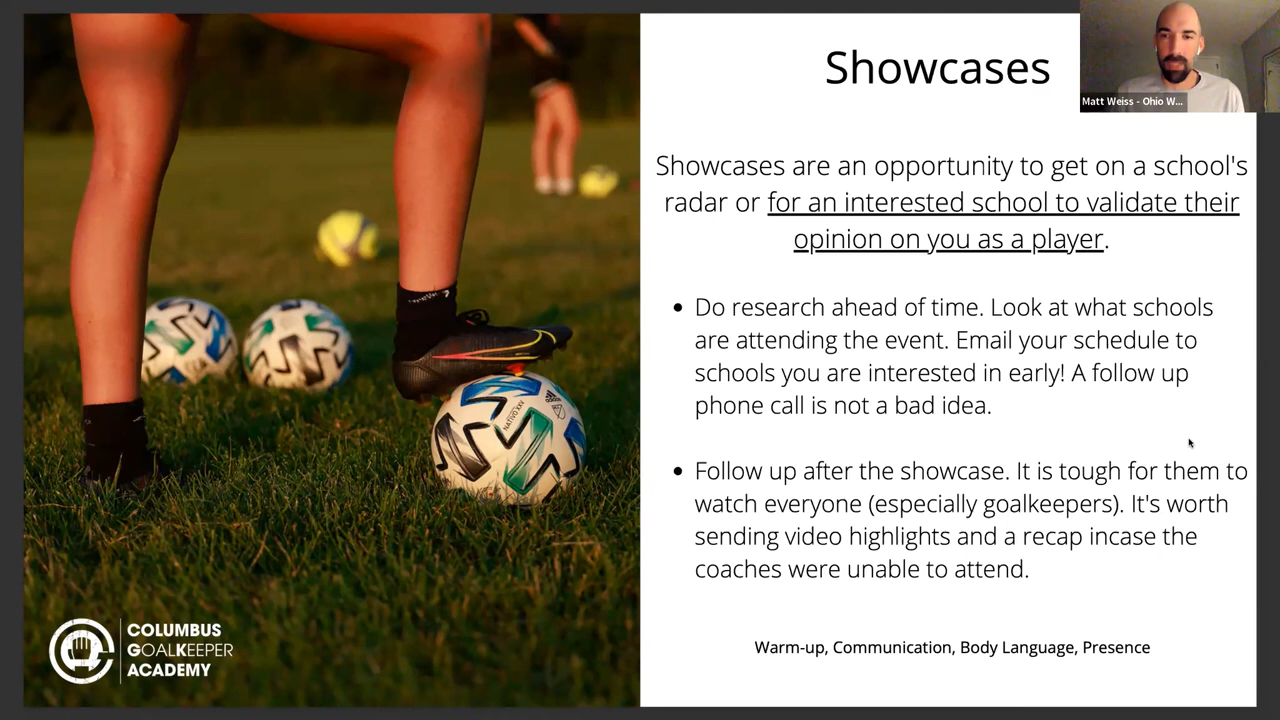 Showcases
Matt Weiss - Ohio W...
Showcases are an opportunity to get on a school's
radar or for an interested school to validate their
opinion on you as a player.
• Do research ahead of time. Look at what schools
are attending the event. Email your schedule to
schools you are interested in early! A follow up
phone call is not a bad idea.
• Follow up after the showcase. It is tough for them to
watch everyone (especially goalkeepers). It's worth
sending video highlights and a recap incase the
coaches were unable to attend.
Warm-up, Communication, Body Language, Presence
NATIVO XXV
COLUMBUS
GOALKEEPER
ACADEMY